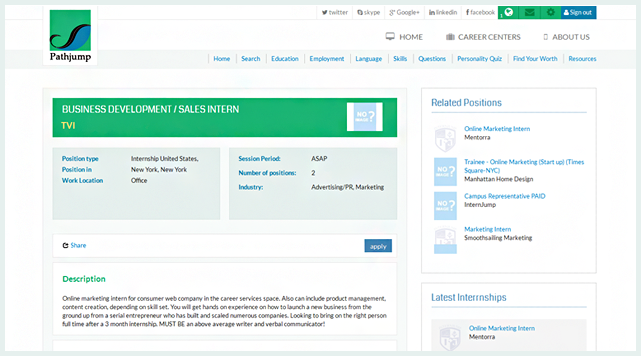 twitter skype Google+ linkedin facebook Sign out
Pathjump
HOME CAREER CENTERS ABOUT US
Home Search Education Employment Language Skills Questions Personality Quiz Find Your Worth Resources
BUSINESS DEVELOPMENT / SALES INTERN
TVI
NO IMAGE ?
Position type Internship United States,
Position in New York, New York
Work Location Office
Session Period: ASAP
Number of positions: 2
Industry: Advertising/PR, Marketing
Share
apply
Description
Online marketing intern for consumer web company in the career services space. Also can include product management,
content creation, depending on skill set. You will get hands on experience on how to launch a new business from the
ground up from a serial entrepreneur who has built and scaled numerous companies. Looking to bring on the right person
full time after a 3 month internship. MUST BE an above average writer and verbal communicator!
Related Positions
Online Marketing Intern
Mentorra
NO IMAGE ?
Trainee - Online Marketing (Start up) (Times
Square-NYC)
Manhattan Home Design
NO IMAGE ?
Campus Representative PAID
InternJump
Marketing Intern
Smoothsailing Marketing
Latest Internships
Online Marketing Intern
Mentorra